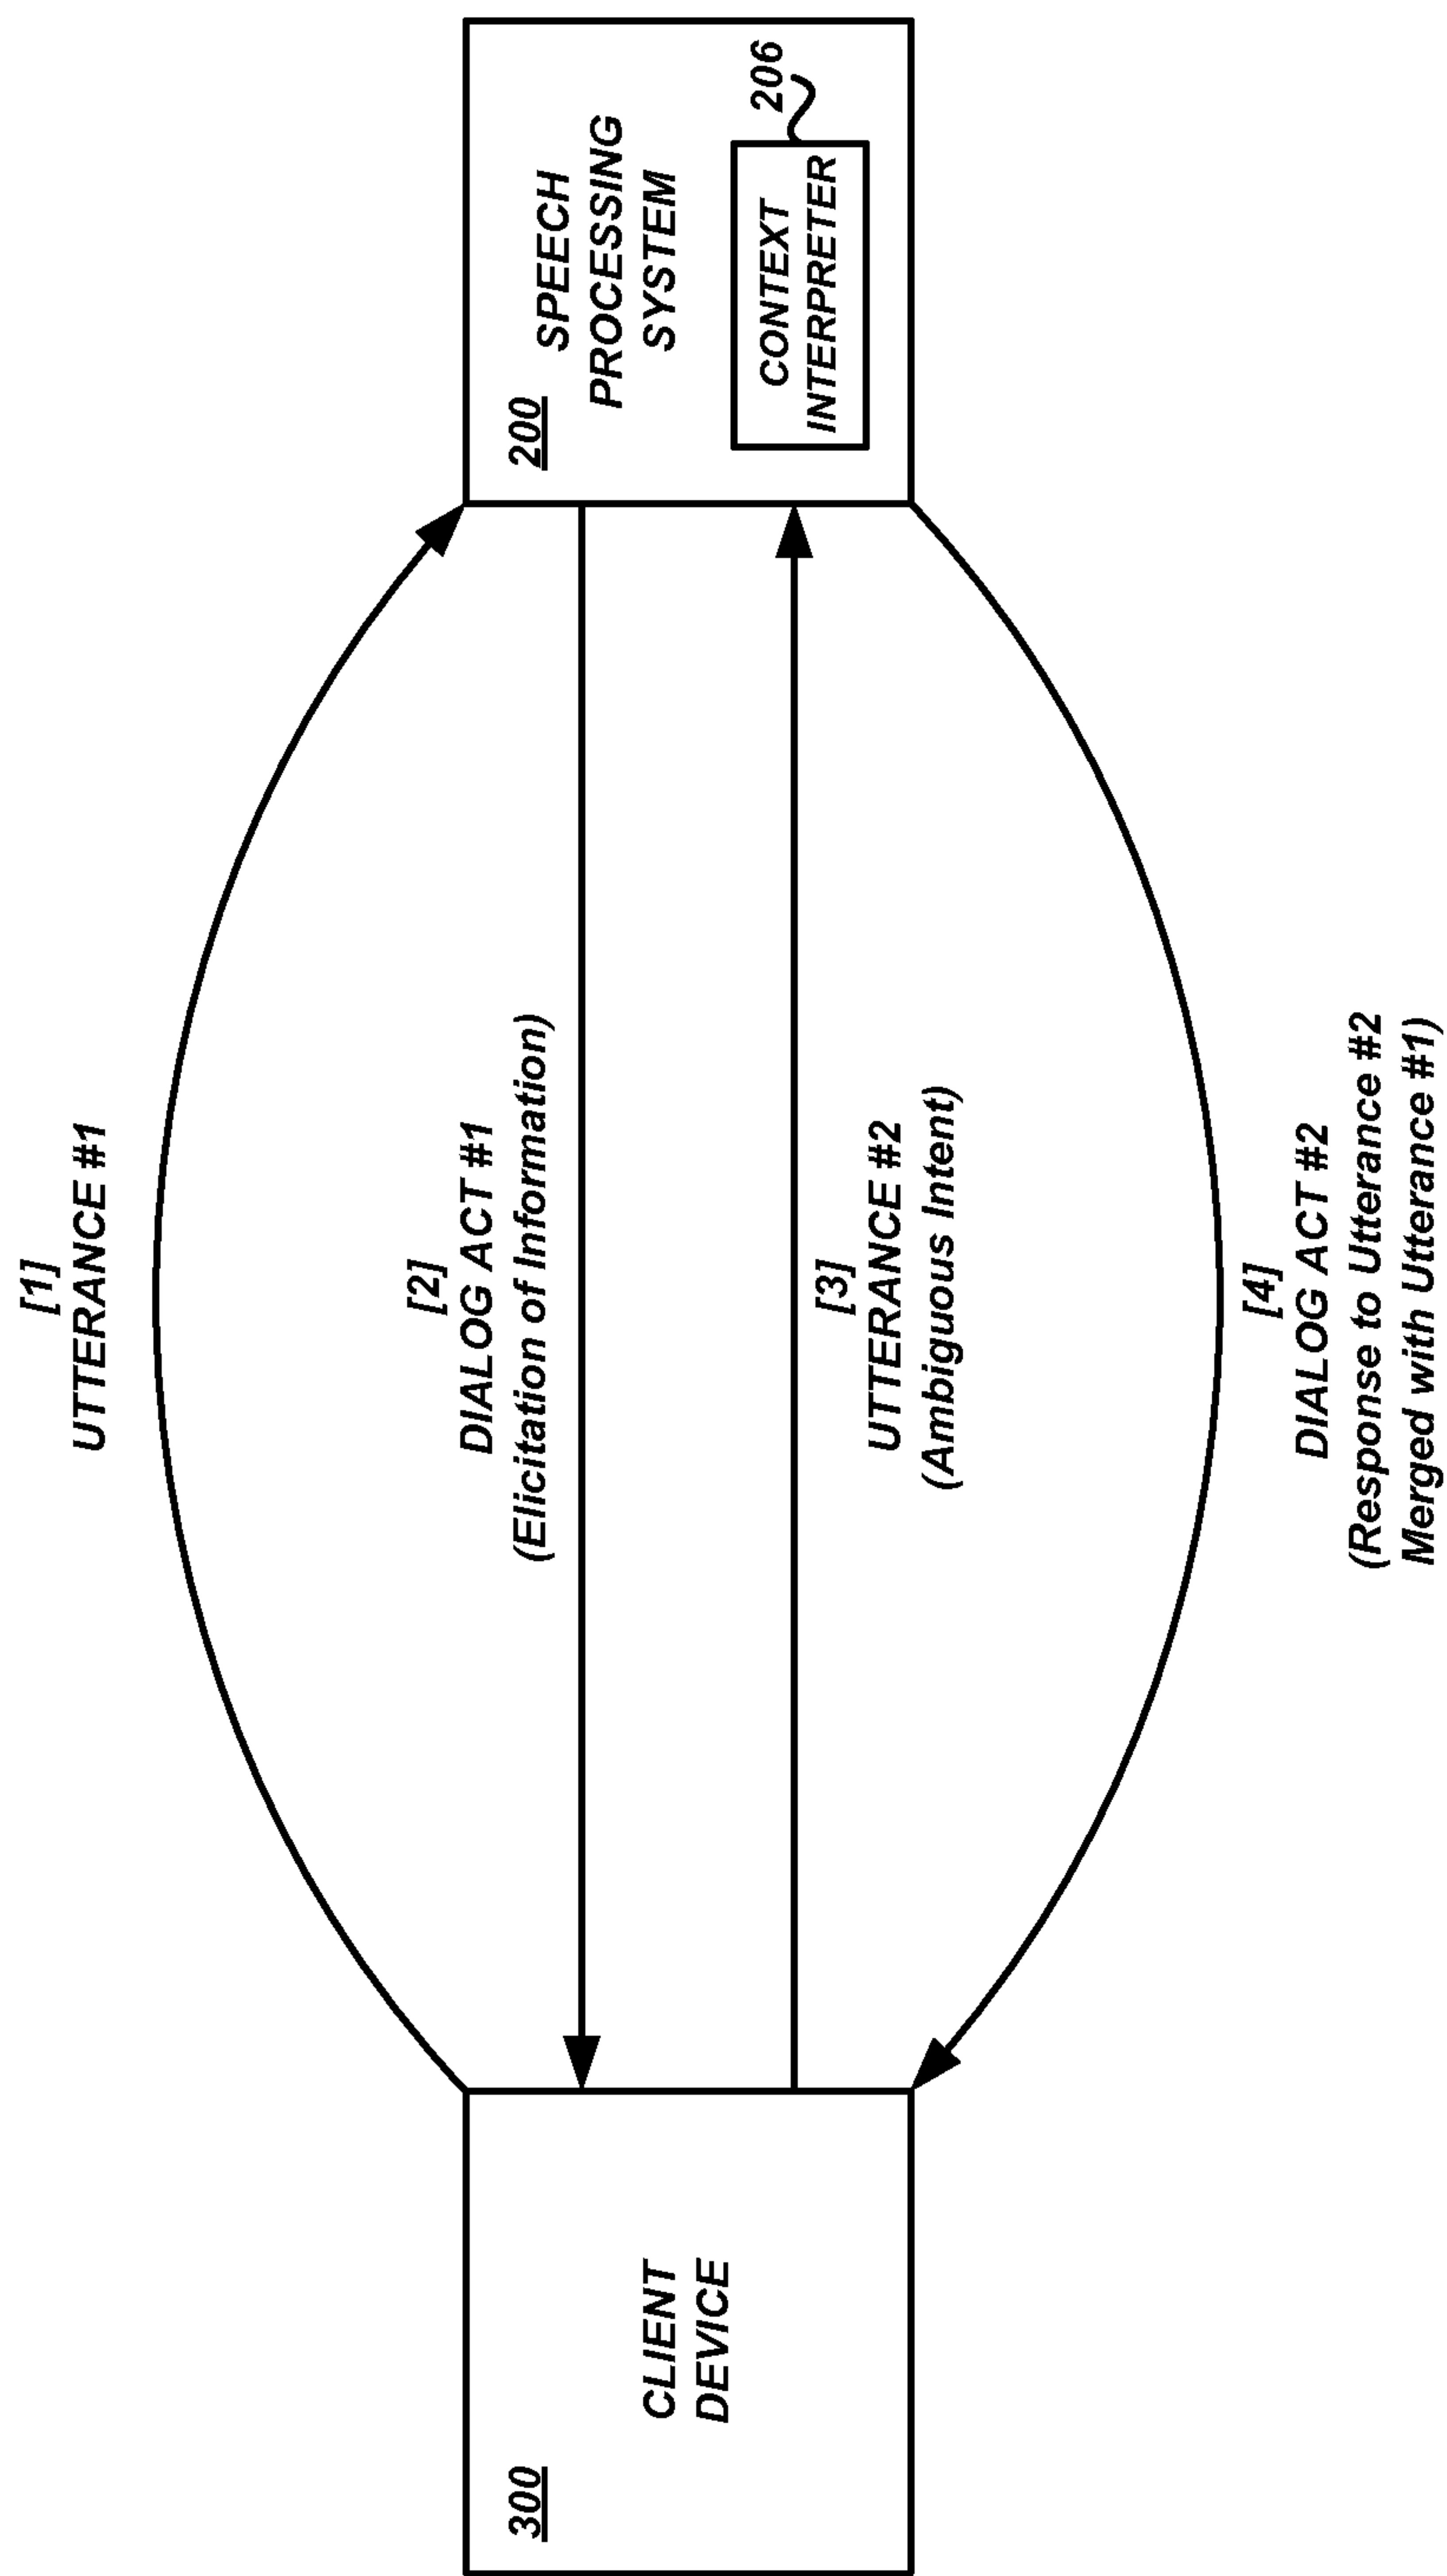 [1]
UTTERANCE #1
300
CLIENT
DEVICE
[2]
DIALOG ACT #1
(Elicitation of Information)
[3]
UTTERANCE #2
(Ambiguous Intent)
200
SPEECH
PROCESSING
SYSTEM
CONTEXT
INTERPRETER
206
[4]
DIALOG ACT #2
(Response to Utterance #2
Merged with Utterance #1)